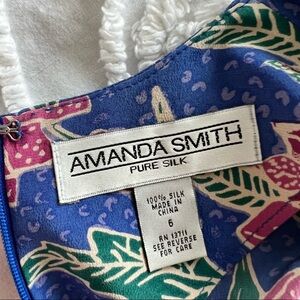 AMANDA SMITH
PURE SILK
100% SILK
MADE IN
CHINA
6
RN 13711
SEE REVERSE
FOR CARE